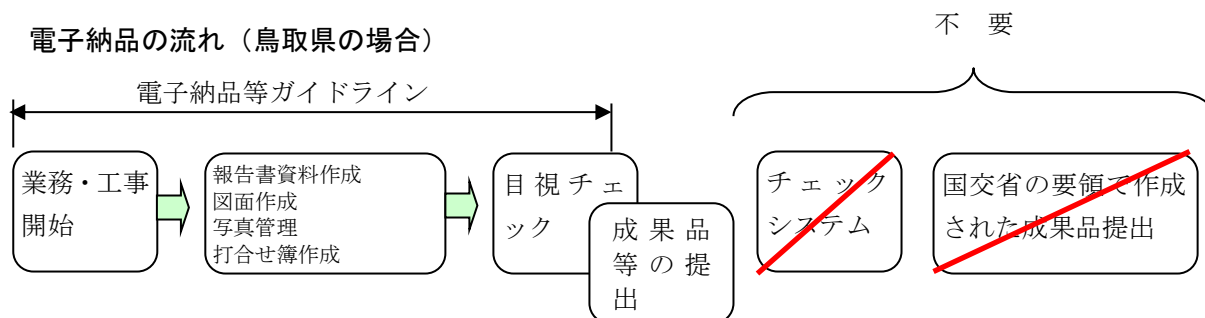 不 要
電子納品の流れ（鳥取県の場合）
電子納品等ガイドライン
業務・工事
開始
報告書資料作成
図面作成
写真管理
打合せ簿作成
目視チェ
ック
成果品
等の提
出
チェック
システム
国交省の要領で作成
された成果品提出